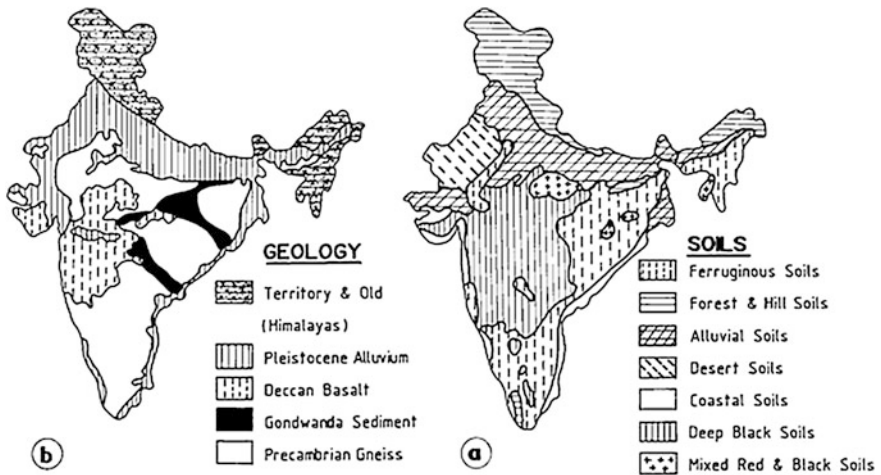 GEOLOGY
Territory & Old
(Himalayas)
Pleistocene Alluvium
Deccan Basalt
Gondwanda Sediment
Precambrian Gneiss
b
SOILS
Ferruginous Soils
Forest & Hill Soils
Alluvial Soils
Desert Soils
Coastal Soils
Deep Black Soils
Mixed Red & Black Soils
a